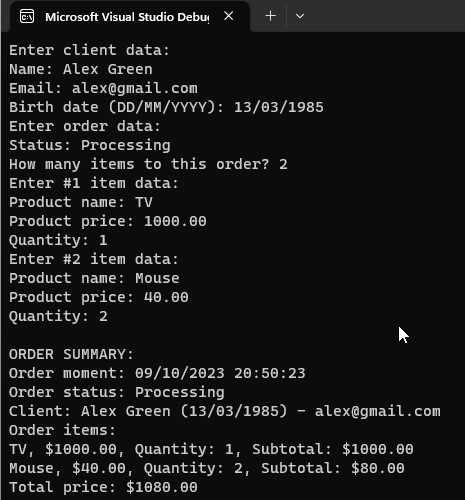 Microsoft Visual Studio Debu
Enter client data:
Name: Alex Green
Email: alex@gmail.com
Birth date (DD/MM/YYYY): 13/03/1985
Enter order data:
Status: Processing
How many items to this order? 2
Enter #1 item data:
Product name: TV
Product price: 1000.00
Quantity: 1
Enter #2 item data:
Product name: Mouse
Product price: 40.00
Quantity: 2
ORDER SUMMARY:
Order moment: 09/10/2023 20:50:23
Order status: Processing
Client: Alex Green (13/03/1985) - alex@gmail.com
Order items:
TV, $1000.00, Quantity: 1, Subtotal: $1000.00
Mouse, $40.00, Quantity: 2, Subtotal: $80.00
Total price: $1080.00